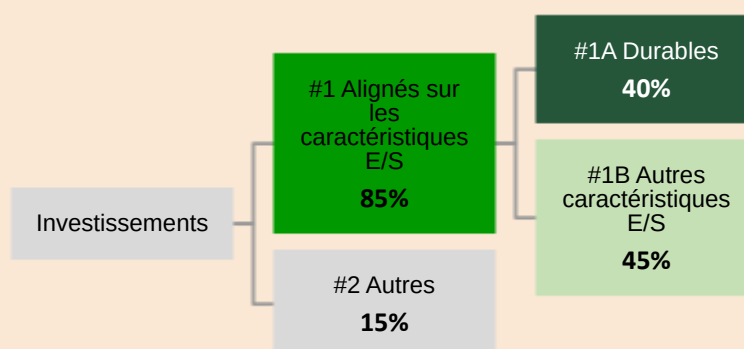 Investissements
#1 Alignés sur
les
caractéristiques
E/S
85%
#2 Autres
15%
#1A Durables
40%
#1B Autres
caractéristiques
E/S
45%